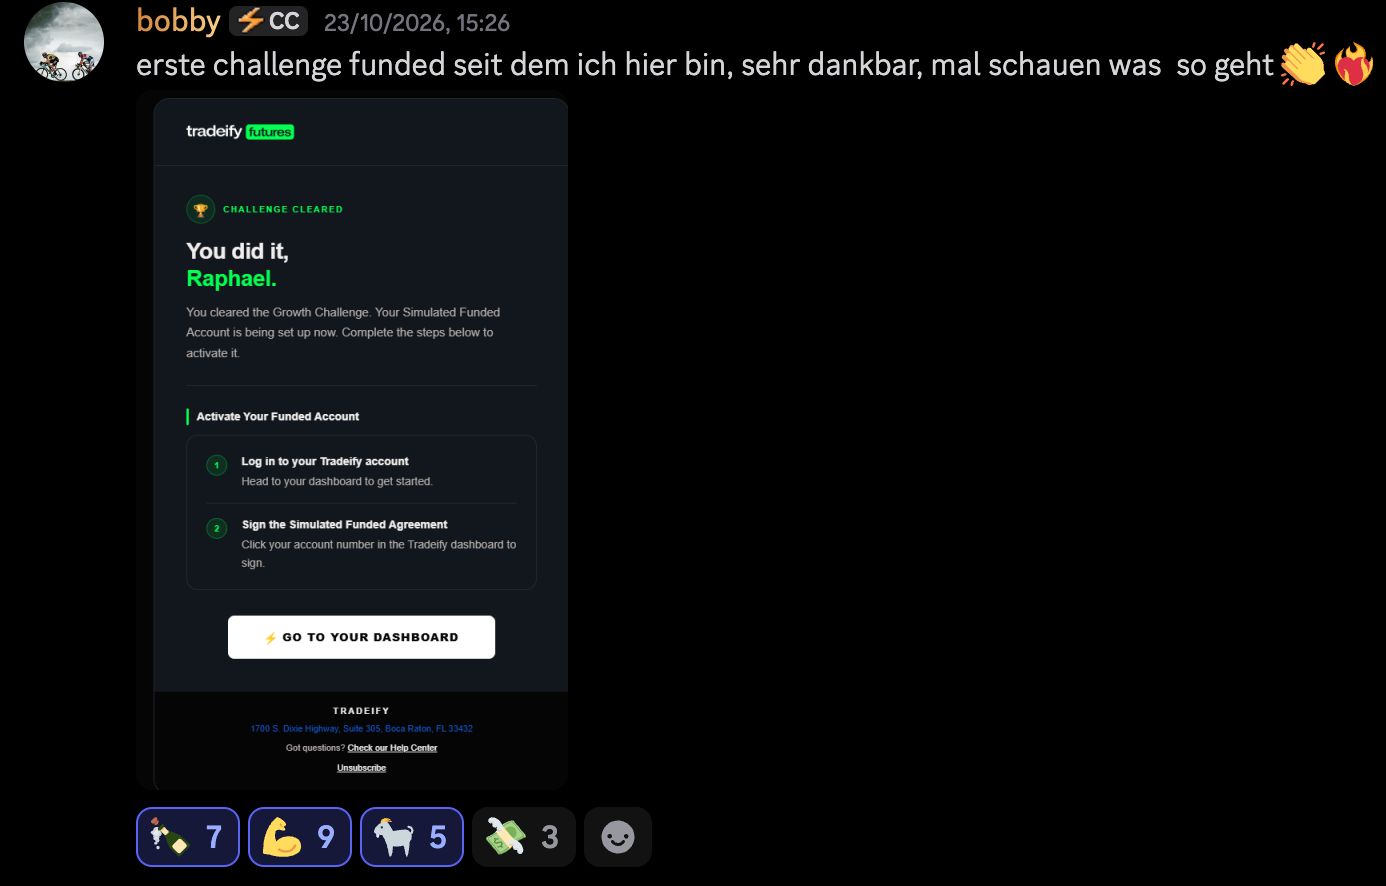 bobby CC 23/10/2026, 15:26
erste challenge funded seit dem ich hier bin, sehr dankbar, mal schauen was so geht
tradeify futures
CHALLENGE CLEARED
You did it,
Raphael.
You cleared the Growth Challenge. Your Simulated Funded
Account is being set up now. Complete the steps below to
activate it.
Activate Your Funded Account
1 Log in to your Tradeify account
Head to your dashboard to get started.
2 Sign the Simulated Funded Agreement
Click your account number in the Tradeify dashboard to
sign.
GO TO YOUR DASHBOARD
TRADEIFY
1700 S. Dixie Highway, Suite 305, Boca Raton, FL 33432
Got questions? Check our Help Center
Unsubscribe
7 9 5 3